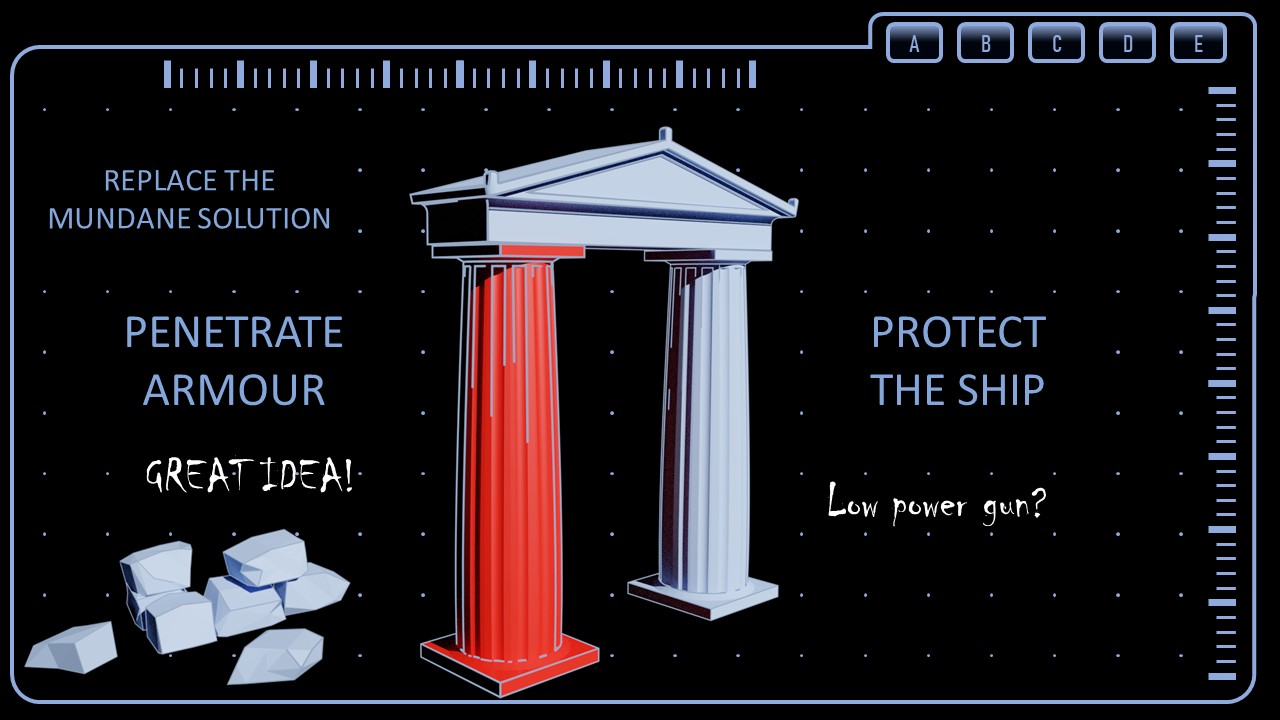 A B C D E
REPLACE THE
MUNDANE SOLUTION
PENETRATE
ARMOUR
GREAT IDEA!
PROTECT
THE SHIP
Low power gun?